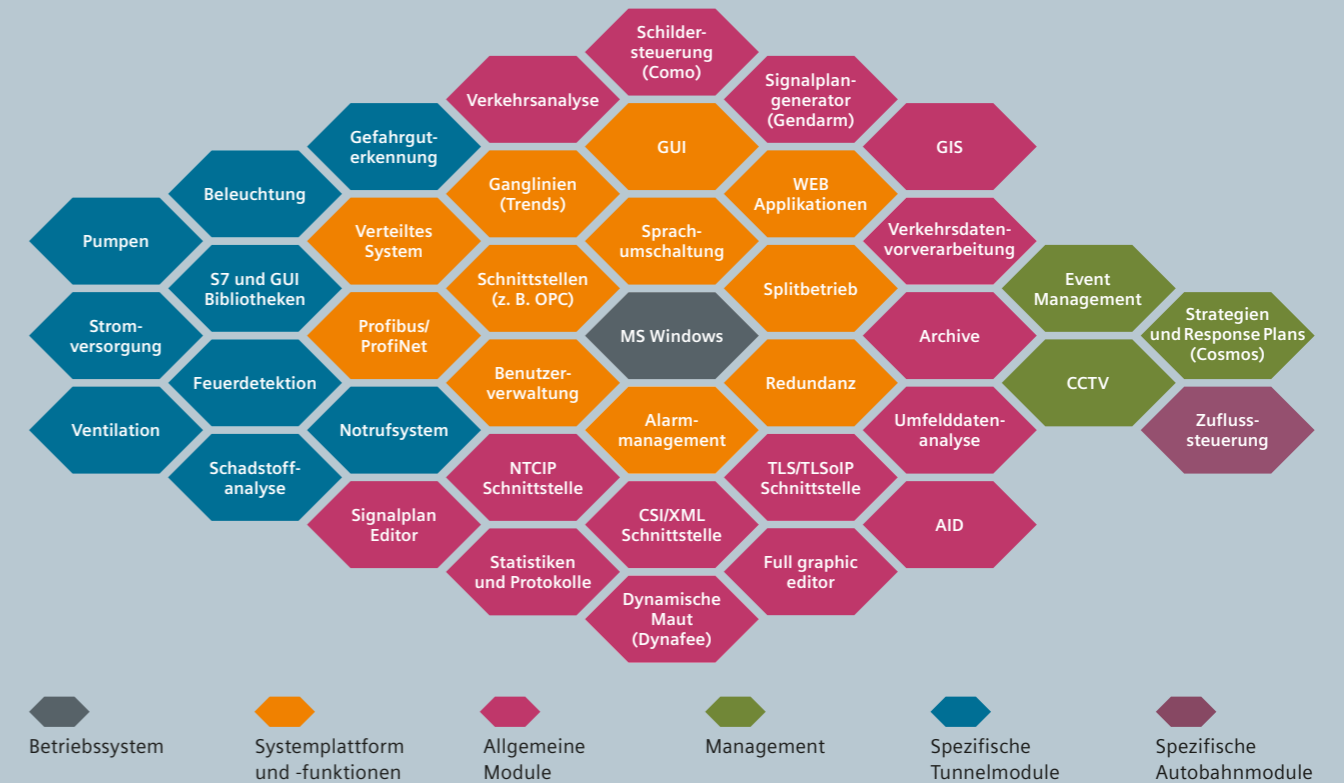 Schilder-
steuerung
(Como)
Verkehrsanalyse
Signalplan-
generator
(Gendarm)
Gefahrgut-
erkennung
GUI
GIS
Beleuchtung
Ganglinien
(Trends)
WEB
Applikationen
Pumpen
Verteiltes
System
Sprach-
umschaltung
Verkehrsdaten-
vorverarbeitung
S7 und GUI
Bibliotheken
Schnittstellen
(z. B. OPC)
Splitbetrieb
Event
Management
Strom-
versorgung
Profibus/
ProfiNet
MS Windows
Archive
Strategien
und Response Plans
(Cosmos)
Feuerdetektion
Benutzer-
verwaltung
Redundanz
CCTV
Ventilation
Notrufsystem
Alarm-
management
Umfelddaten-
analyse
Zufluss-
steuerung
Schadstoff-
analyse
NTCIP
Schnittstelle
TLS/TLSoIP
Schnittstelle
Signalplan
Editor
CSI/XML
Schnittstelle
AID
Statistiken
und Protokolle
Full graphic
editor
Dynamische
Maut
(Dynafee)
Betriebssystem
Systemplattform
und -funktionen
Allgemeine
Module
Management
Spezifische
Tunnelmodule
Spezifische
Autobahnmodule